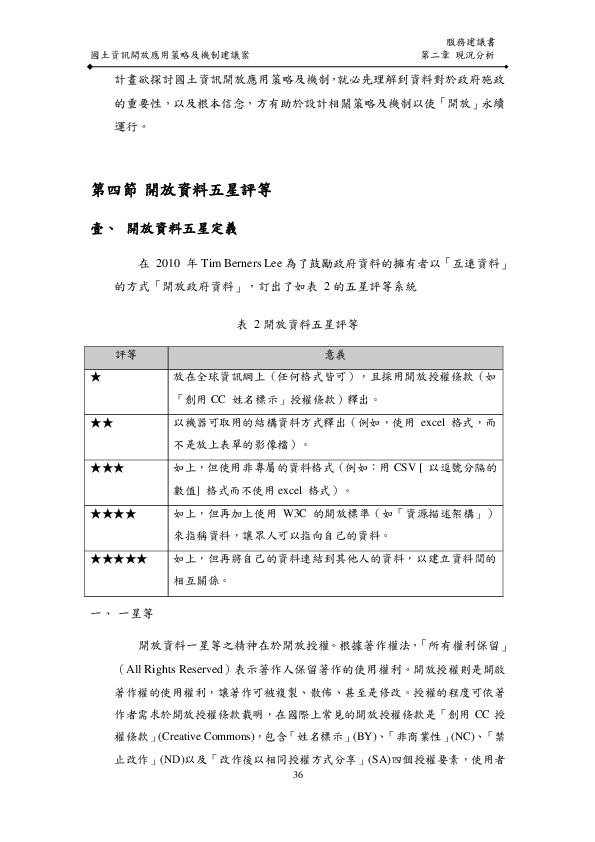 服務建議書
國土資訊開放應用策略及機制建議案 第二章 現況分析
計畫欲探討國土資訊開放應用策略及機制，就必先理解到資料對於政府施政
的重要性，以及根本信念，方有助於設計相關策略及機制以使「開放」永續
運行。
第四節 開放資料五星評等
壹、 開放資料五星定義
在 2010 年 Tim Berners Lee 為了鼓勵政府資料的擁有者以「互連資料」
的方式「開放政府資料」，訂出了如表 2 的五星評等系統
表 2 開放資料五星評等
評等 意義
★ 放在全球資訊網上（任何格式皆可），且採用開放授權條款（如
「創用 CC 姓名標示」授權條款）釋出。
★★ 以機器可取用的結構資料方式釋出（例如，使用 excel 格式，而
不是放上表單的影像檔）。
★★★ 如上，但使用非專屬的資料格式（例如：用 CSV [ 以逗號分隔的
數值] 格式而不使用 excel 格式）。
★★★★ 如上，但再加上使用 W3C 的開放標準（如「資源描述架構」）
來指稱資料，讓眾人可以指向自己的資料。
★★★★★ 如上，但再將自己的資料連結到其他人的資料，以建立資料間的
相互關係。
一、 一星等
開放資料一星等之精神在於開放授權。根據著作權法，「所有權利保留」
（All Rights Reserved）表示著作人保留著作的使用權利。開放授權則是開啟
著作權的使用權利，讓著作可被複製、散佈、甚至是修改。授權的程度可依著
作者需求於開放授權條款載明，在國際上常見的開放授權條款是「創用 CC 授
權條款」(Creative Commons)，包含「姓名標示」(BY)、「非商業性」(NC)、「禁
止改作」(ND)以及「改作後以相同授權方式分享」(SA)四個授權要素，使用者
36